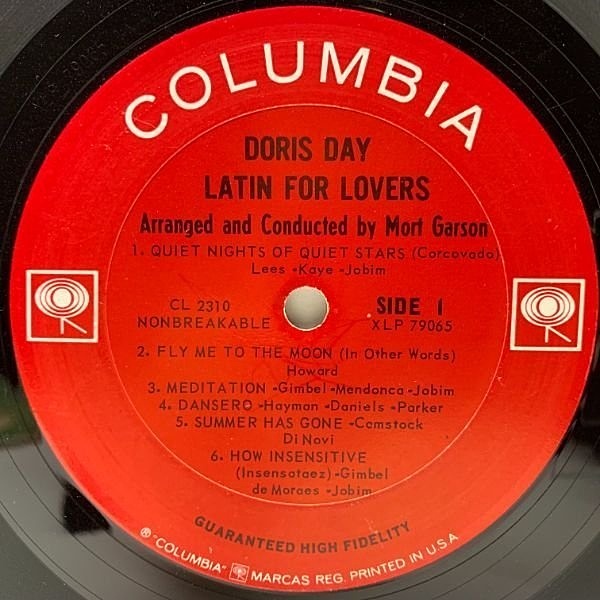 COLUMBIA
DORIS DAY
LATIN FOR LOVERS
Arranged and Conducted by Mort Garson
1. QUIET NIGHTS OF QUIET STARS (Corcovado)
Lees -Kaye -Jobim
CL 2310
NONBREAKABLE
SIDE 1
XLP 79065
2. FLY ME TO THE MOON (In Other Words)
Howard
3. MEDITATION -Gimbel -Mendonca -Jobim
4. DANSERO -Hayman -Daniels -Parker
5. SUMMER HAS GONE -Comstock
Di Novi
6. HOW INSENSITIVE
(Insensataez) -Gimbel
de Moraes -Jobim
GUARANTEED HIGH FIDELITY
® "COLUMBIA" MARCAS REG. PRINTED IN U.S.A.